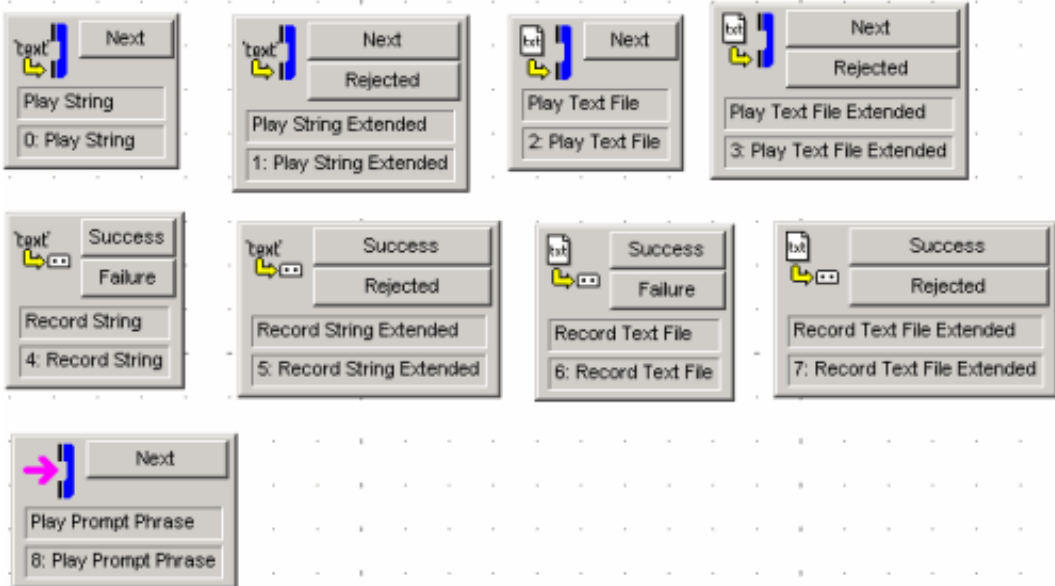 'text'
Next
Play String
0: Play String
'text'
Next
Rejected
Play String Extended
1: Play String Extended
txt
Next
Play Text File
2: Play Text File
txt
Next
Rejected
Play Text File Extended
3: Play Text File Extended
'text'
Success
Failure
Record String
4: Record String
'text'
Success
Rejected
Record String Extended
5: Record String Extended
txt
Success
Failure
Record Text File
6: Record Text File
txt
Success
Rejected
Record Text File Extended
7: Record Text File Extended
Next
Play Prompt Phrase
8: Play Prompt Phrase